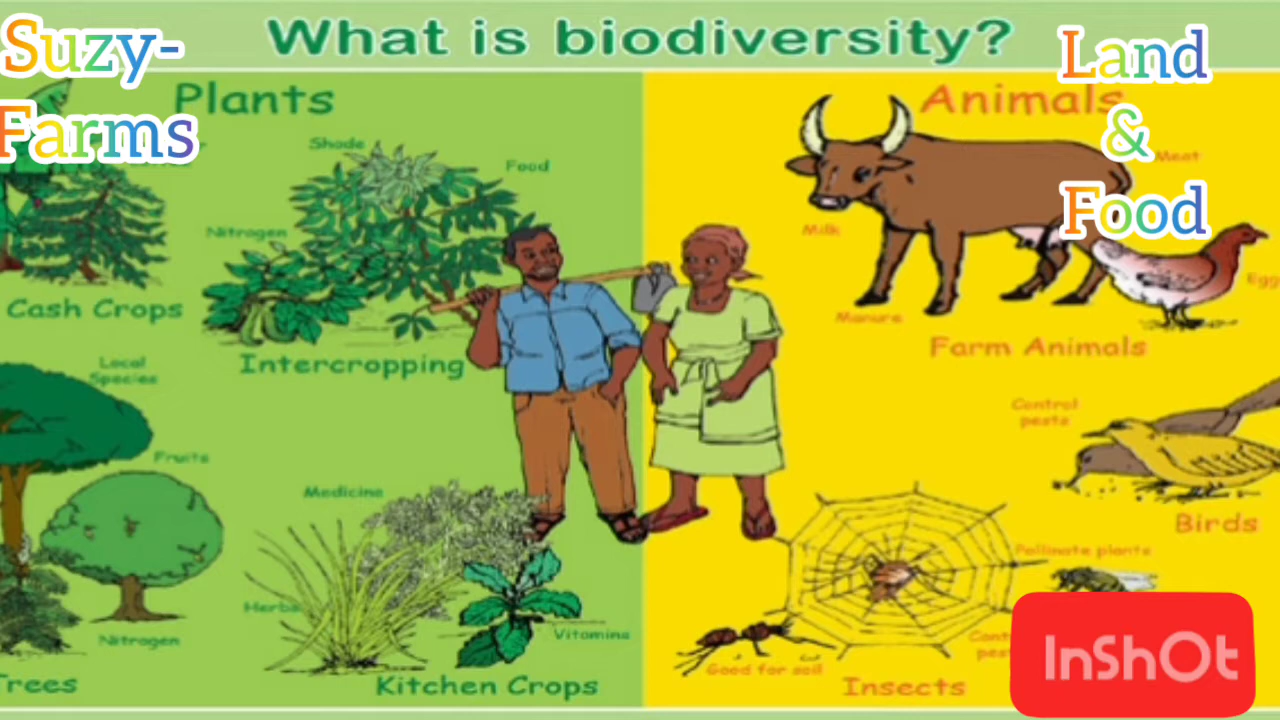 What is biodiversity?
Suzy-
Farms
Land
&
Food
Plants
Animals
Shade
Food
Nitrogen
Cash Crops
Intercropping
Local
Species
Fruits
Nitrogen
Trees
Medicine
Herbs
Vitamins
Kitchen Crops
Meat
Milk
Egg
Manure
Farm Animals
Control
pests
Birds
Pollinate plants
Good for soil
Insects
InShOt